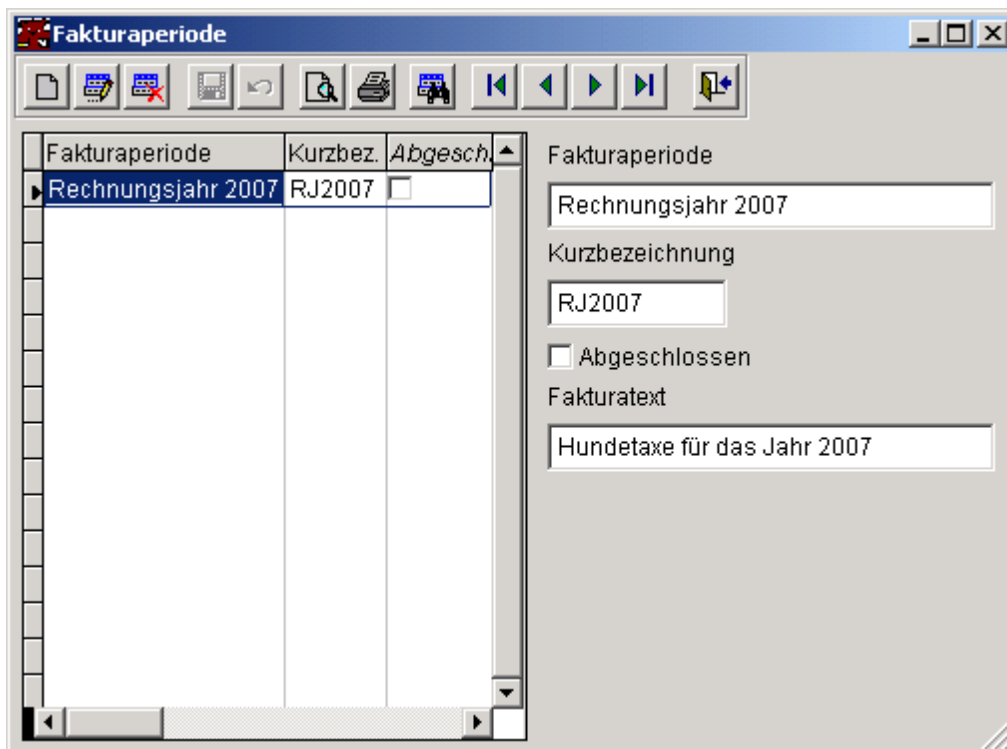 Fakturaperiode
Fakturaperiode Kurzbez. Abgesch.
Rechnungsjahr 2007 RJ2007
Fakturaperiode
Rechnungsjahr 2007
Kurzbezeichnung
RJ2007
Abgeschlossen
Fakturatext
Hundetaxe für das Jahr 2007